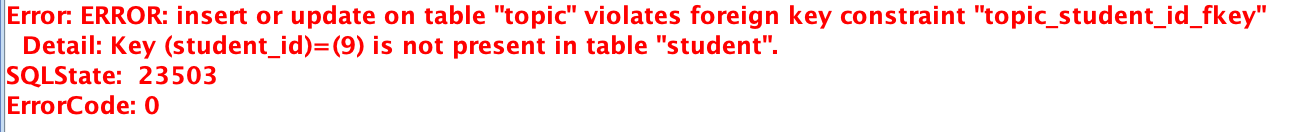 Error: ERROR: insert or update on table "topic" violates foreign key constraint "topic_student_id_fkey"
Detail: Key (student_id)=(9) is not present in table "student".
SQLState:  23503
ErrorCode: 0